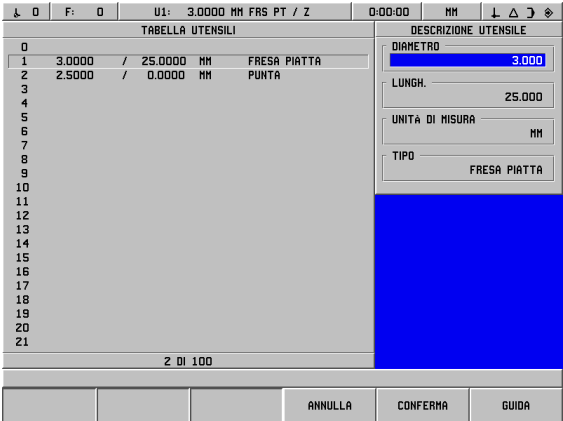 0 F: 0 U1: 3.0000 MM FRS PT / Z 0:00:00 MM
TABELLA UTENSILI
0
1 3.0000 / 25.0000 MM FRESA PIATTA
2 2.5000 / 0.0000 MM PUNTA
3
4
5
6
7
8
9
10
11
12
13
14
15
16
17
18
19
20
21
2 DI 100
DESCRIZIONE UTENSILE
DIAMETRO
3.000
LUNGH.
25.000
UNITÀ DI MISURA
MM
TIPO
FRESA PIATTA
ANNULLA CONFERMA GUIDA